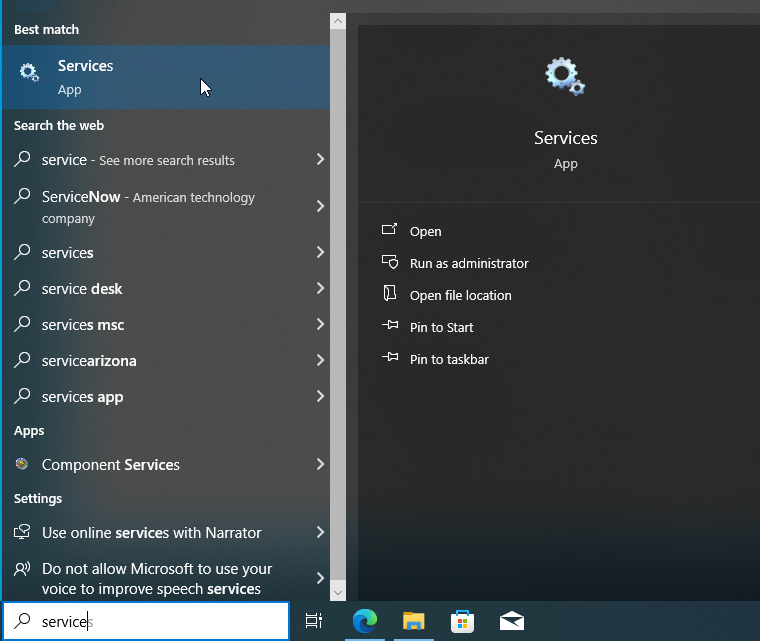 Best match
Services
App
Search the web
service - See more search results
ServiceNow - American technology
company
services
service desk
services msc
servicearizona
services app
Apps
Component Services
Settings
Use online services with Narrator
Do not allow Microsoft to use your
voice to improve speech services
services
Services
App
Open
Run as administrator
Open file location
Pin to Start
Pin to taskbar